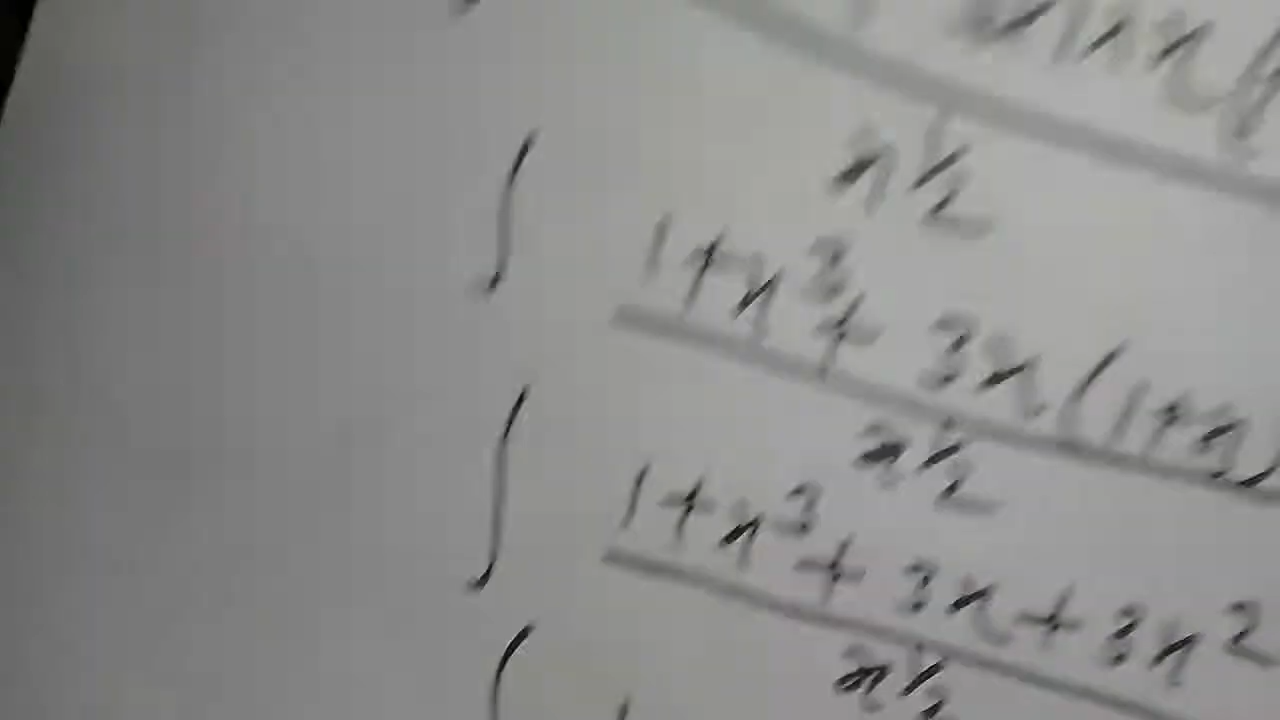 x^1/2
∫ 1+x^3+ 3x(1+x)
x^1/2
∫ 1+x^3+3x+3x^2
x^1/2
∫